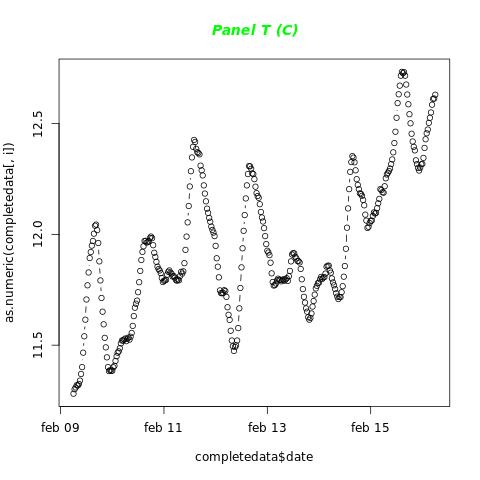 Panel T (C)
as.numeric(completedata[, i])
12.5
12.0
11.5
feb 09 feb 11 feb 13 feb 15
completedata$date